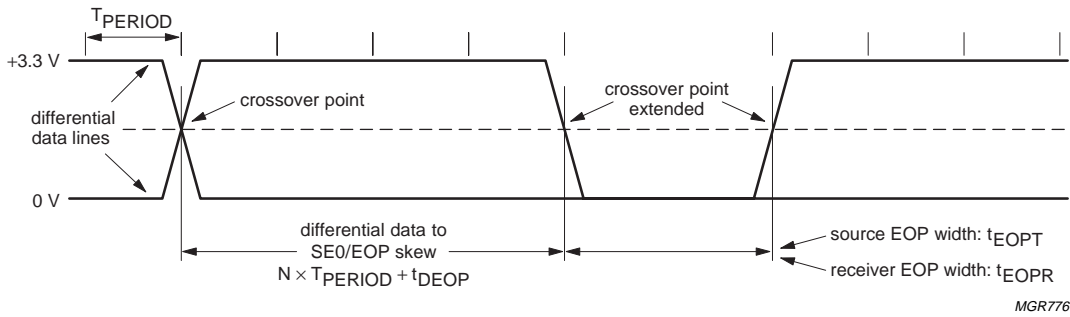 TPERIOD
+3.3 V
crossover point
crossover point
extended
differential
data lines
0 V
differential data to
SE0/EOP skew
N × TPERIOD + tDEOP
source EOP width: tEOPT
receiver EOP width: tEOPR
MGR776